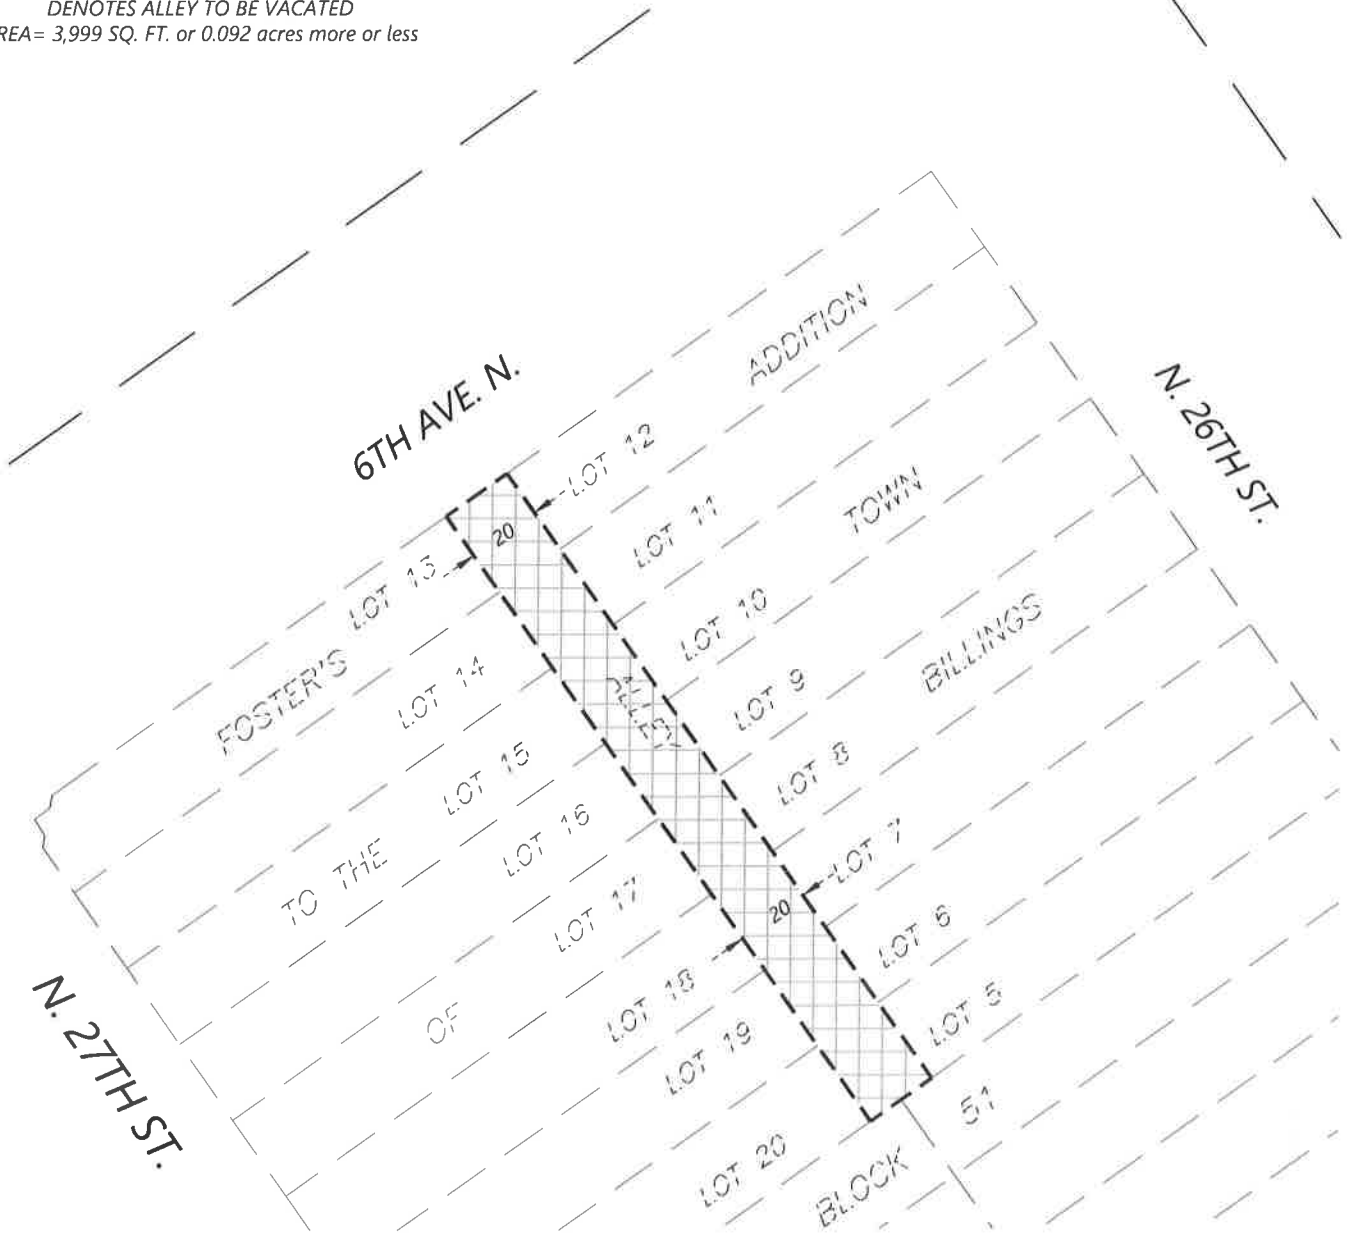 DENOTES ALLEY TO BE VACATED
REA= 3,999 SQ. FT. or 0.092 acres more or less
6TH AVE. N.
N. 26TH ST.
N. 27TH ST.
FOSTER'S
ADDITION
TO THE
TOWN
OF
BILLINGS
LOT 12
LOT 11
LOT 10
LOT 9
LOT 8
LOT 7
LOT 6
LOT 5
LOT 13
LOT 14
LOT 15
LOT 16
LOT 17
LOT 18
LOT 19
LOT 20
20
ALLEY
20
BLOCK 51